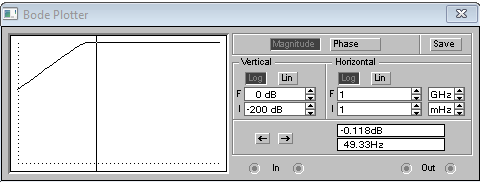 Bode Plotter
Magnitude Phase Save
Vertical Horizontal
Log Lin Log Lin
F 0 dB F 1 GHz
I -200 dB I 1 mHz
← → -0.118dB
49.33Hz
In Out